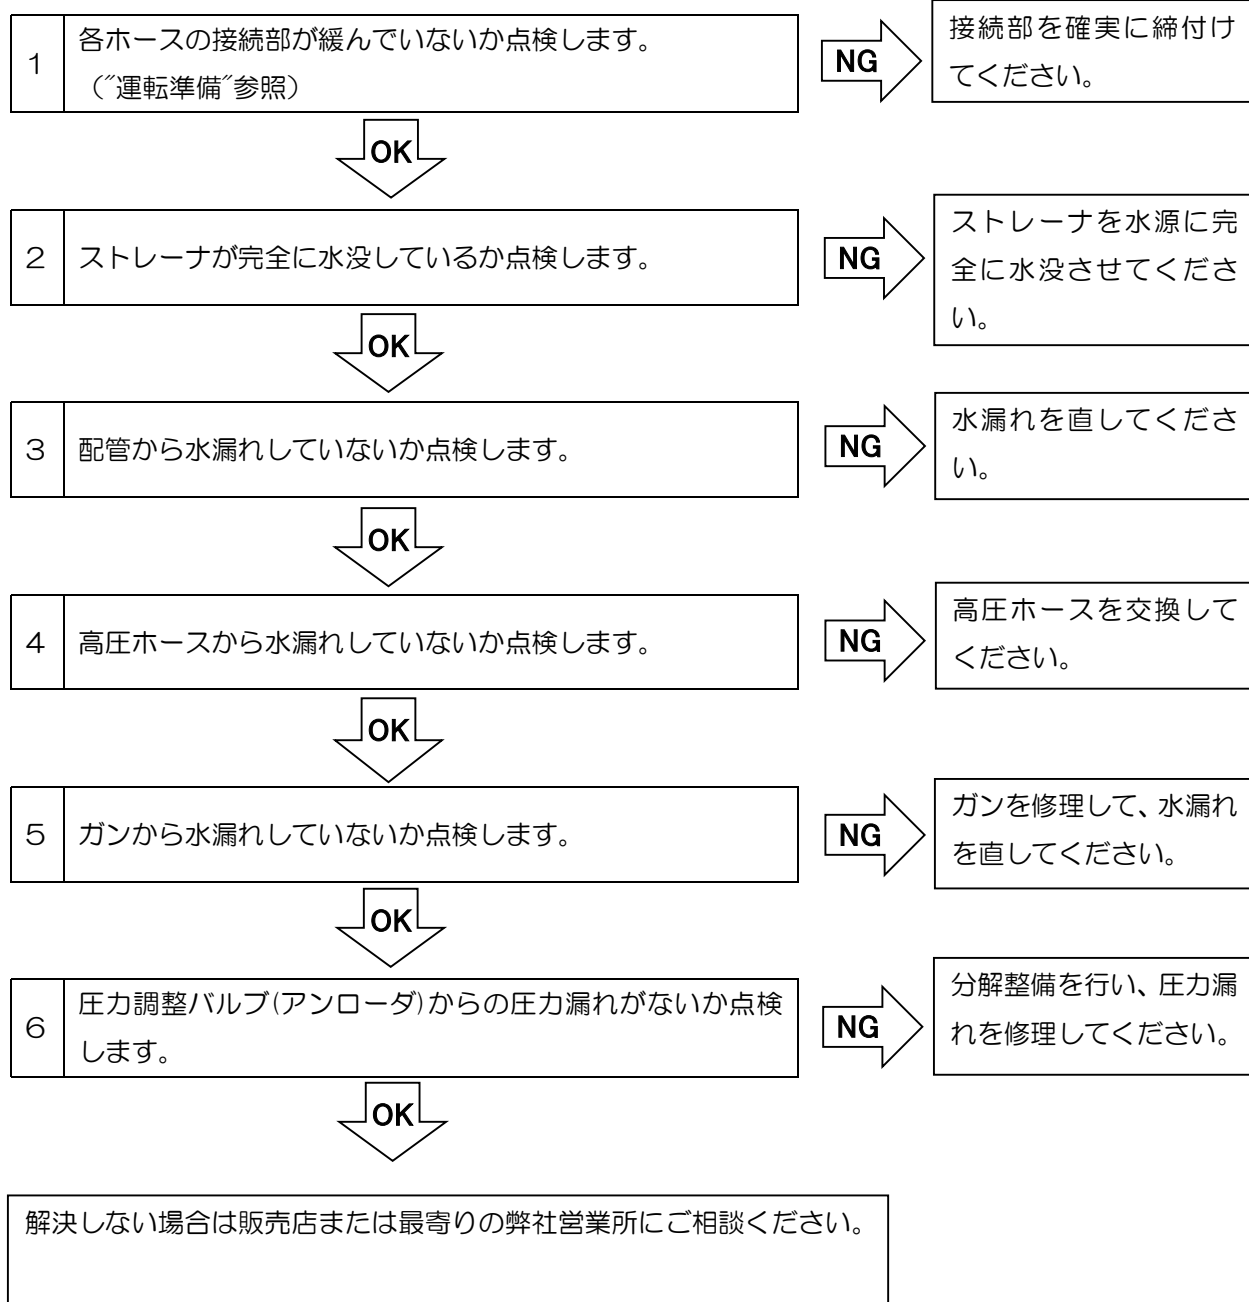 1
各ホースの接続部が緩んでいないか点検します。
(″運転準備″参照)
NG
接続部を確実に締付け
てください。
OK
2
ストレーナが完全に水没しているか点検します。
NG
ストレーナを水源に完
全に水没させてくださ
い。
OK
3
配管から水漏れしていないか点検します。
NG
水漏れを直してくださ
い。
OK
4
高圧ホースから水漏れしていないか点検します。
NG
高圧ホースを交換して
ください。
OK
5
ガンから水漏れしていないか点検します。
NG
ガンを修理して、水漏れ
を直してください。
OK
6
圧力調整バルブ(アンローダ)からの圧力漏れがないか点検
します。
NG
分解整備を行い、圧力漏
れを修理してください。
OK
解決しない場合は販売店または最寄りの弊社営業所にご相談ください。